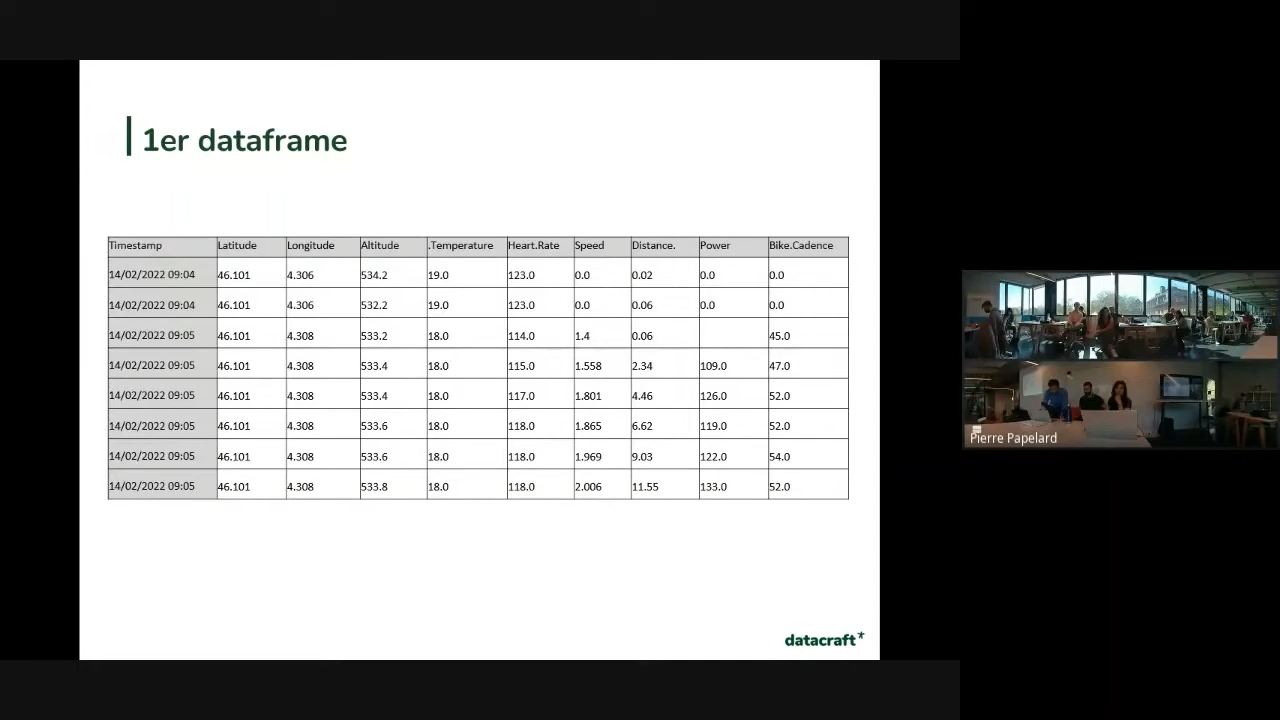 1er dataframe
Timestamp Latitude Longitude Altitude .Temperature Heart.Rate Speed Distance. Power Bike.Cadence
14/02/2022 09:04 46.101 4.306 534.2 19.0 123.0 0.0 0.02 0.0 0.0
14/02/2022 09:04 46.101 4.306 532.2 19.0 123.0 0.0 0.06 0.0 0.0
14/02/2022 09:05 46.101 4.308 533.2 18.0 114.0 1.4 0.06 45.0
14/02/2022 09:05 46.101 4.308 533.4 18.0 115.0 1.558 2.34 109.0 47.0
14/02/2022 09:05 46.101 4.308 533.4 18.0 117.0 1.801 4.46 126.0 52.0
14/02/2022 09:05 46.101 4.308 533.6 18.0 118.0 1.865 6.62 119.0 52.0
14/02/2022 09:05 46.101 4.308 533.6 18.0 118.0 1.969 9.03 122.0 54.0
14/02/2022 09:05 46.101 4.308 533.8 18.0 118.0 2.006 11.55 133.0 52.0
datacraft*
Pierre Papelard